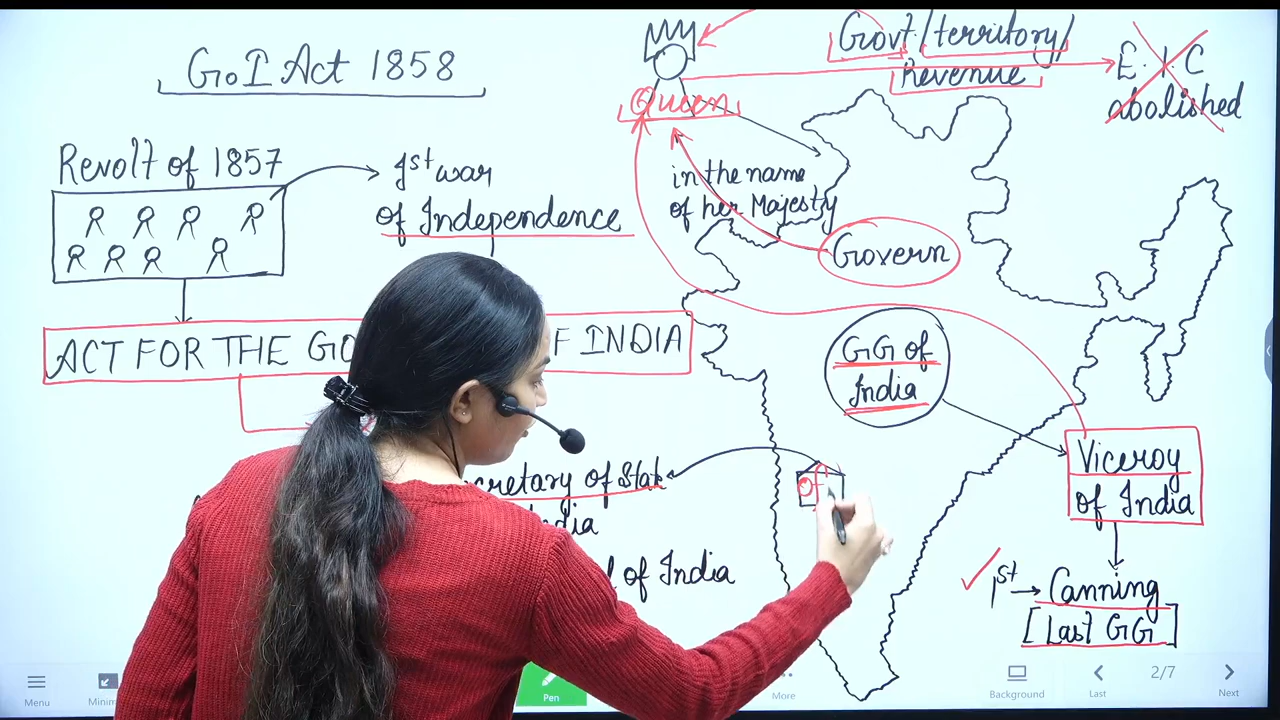 GoI Act 1858
Revolt of 1857
1st war
of Independence
ACT FOR THE GO
F INDIA
cretary of State
dia
of India
Queen
Govt/territory/
Revenue
E.I.C
abolished
in the name
of her Majesty
Govern
GG of
India
Viceroy
of India
1st → Canning
[Last GG]
Of
Menu
Minim
Pen
More
Background
Last
2/7
Next